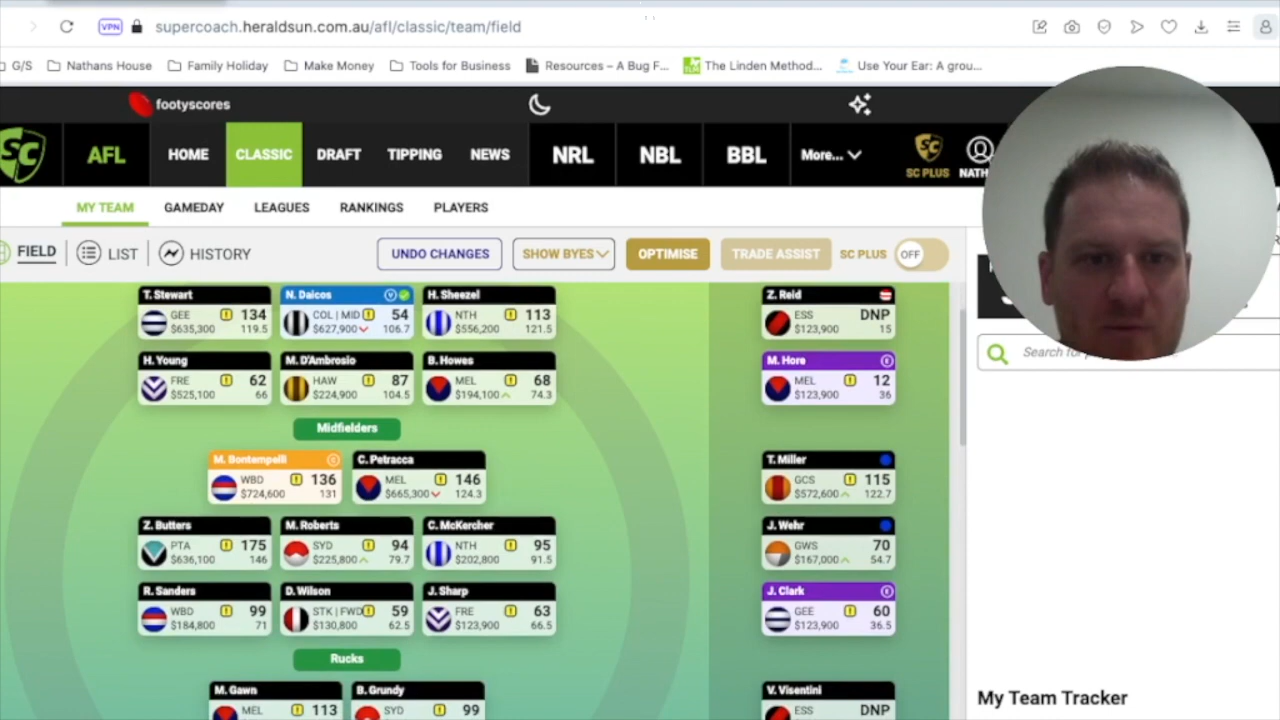 VPN supercoach.heraldsun.com.au/afl/classic/team/field
G/S Nathans House Family Holiday Make Money Tools for Business Resources – A Bug F... TLM The Linden Method... Use Your Ear: A grou...
footyscores
SC AFL HOME CLASSIC DRAFT TIPPING NEWS NRL NBL BBL More... SC PLUS NATH
MY TEAM GAMEDAY LEAGUES RANKINGS PLAYERS
FIELD LIST HISTORY UNDO CHANGES SHOW BYES OPTIMISE TRADE ASSIST SC PLUS OFF
T. Stewart N. Daicos V H. Sheezel Z. Reid
GEE 134 COL | MID 54 NTH 113 ESS DNP
$635,300 119.5 $627,900 106.7 $556,200 121.5 $123,900 15
Search for
H. Young M. D'Ambrosio B. Howes M. Hore E
FRE 62 HAW 87 MEL 68 MEL 12
$525,100 66 $224,900 104.5 $194,100 74.3 $123,900 36
Midfielders
M. Bontempelli C C. Petracca T. Miller
WBD 136 MEL 146 GCS 115
$724,600 131 $665,300 124.3 $572,600 122.7
Z. Butters M. Roberts C. McKercher J. Wehr
PTA 175 SYD 94 NTH 95 GWS 70
$636,100 146 $225,800 79.7 $202,800 91.5 $167,000 54.7
R. Sanders D. Wilson J. Sharp J. Clark E
WBD 99 STK | FWD 59 FRE 63 GEE 60
$184,800 71 $130,800 62.5 $123,900 66.5 $123,900 36.5
Rucks
M. Gawn B. Grundy V. Visentini
MEL 113 SYD 99 ESS DNP
My Team Tracker